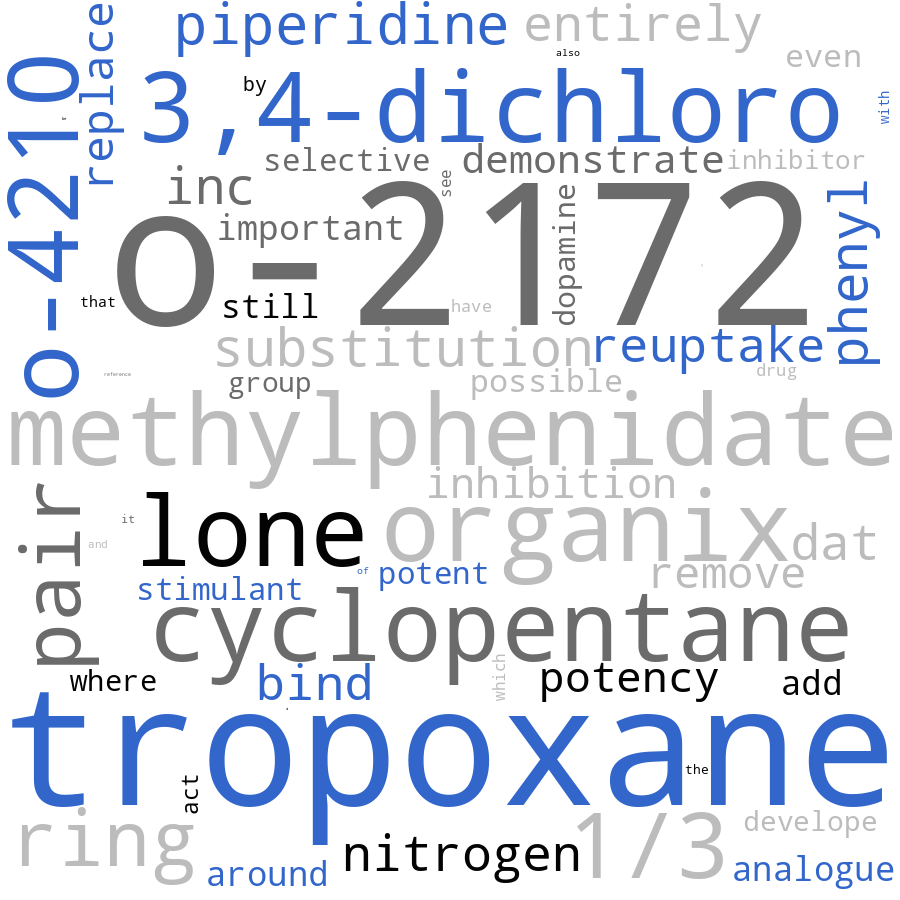 piperidine
entirely
replace
also
even
by
3,4-dichloro
with
o-4210
selective
demonstrate
inhibitor
see
inc
o-2172
dopamine
phenyl
important
that
still
have
substitution
reuptake
reference
group
possible
drug
methylphenidate
inhibition
pair
it
lone
organix
and
dat
of
potent
remove
stimulant
cyclopentane
which
where
bind
potency
add
tropoxane
the
act
ring
1/3
develope
nitrogen
around
analogue